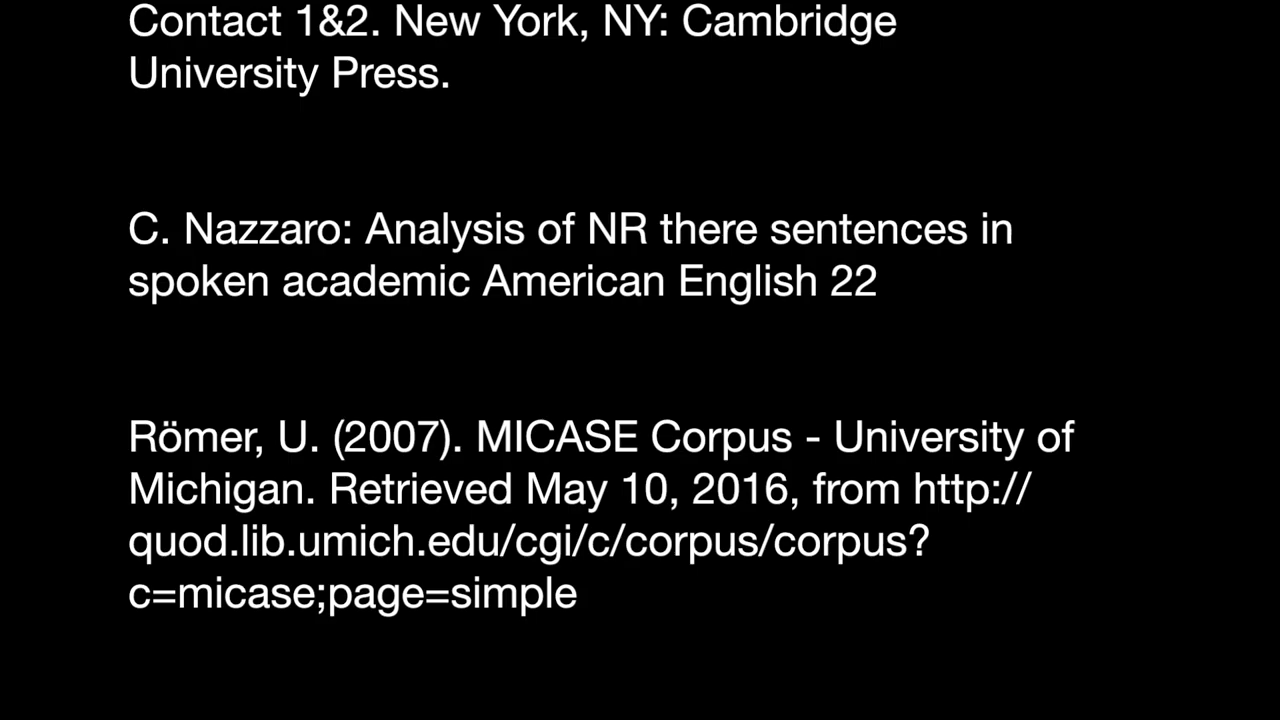 Contact 1&2. New York, NY: Cambridge
University Press.
C. Nazzaro: Analysis of NR there sentences in
spoken academic American English 22
Römer, U. (2007). MICASE Corpus - University of
Michigan. Retrieved May 10, 2016, from http://
quod.lib.umich.edu/cgi/c/corpus/corpus?
c=micase;page=simple